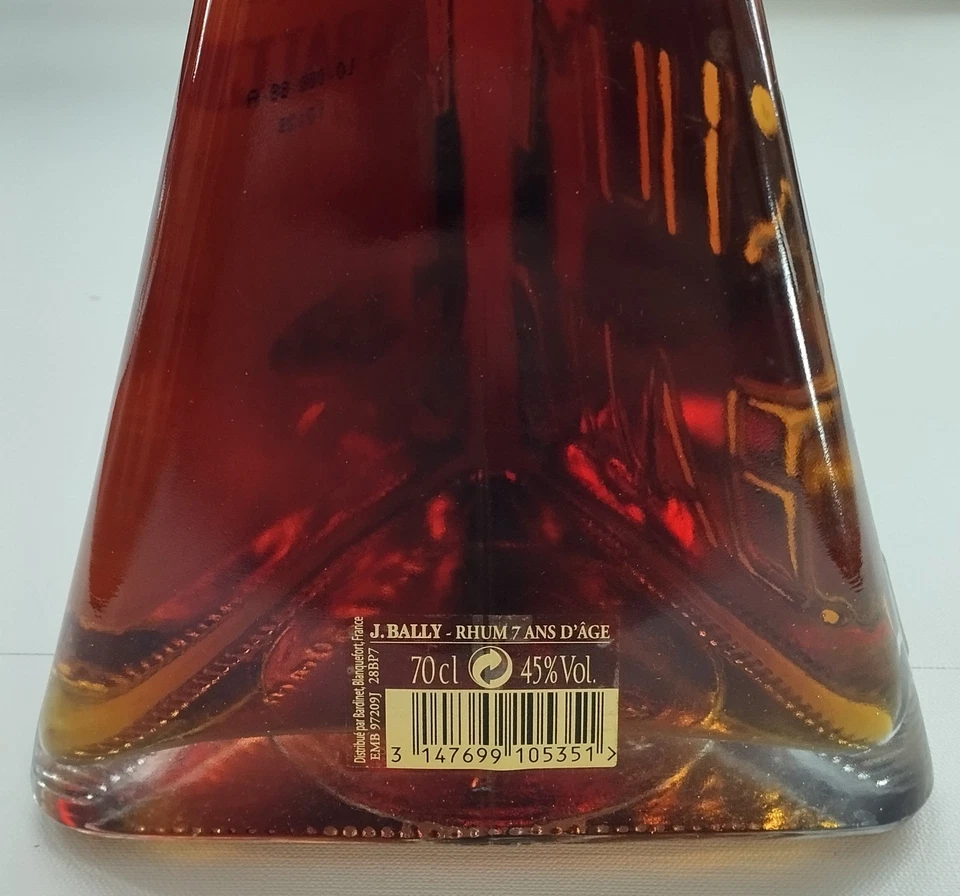 J.BALLY - RHUM 7 ANS D'ÂGE
70 cl 45% Vol.
Distribué par Bardinet, Blanquefort, France
EMB 97209J 28BP7
3 147699 105351 >